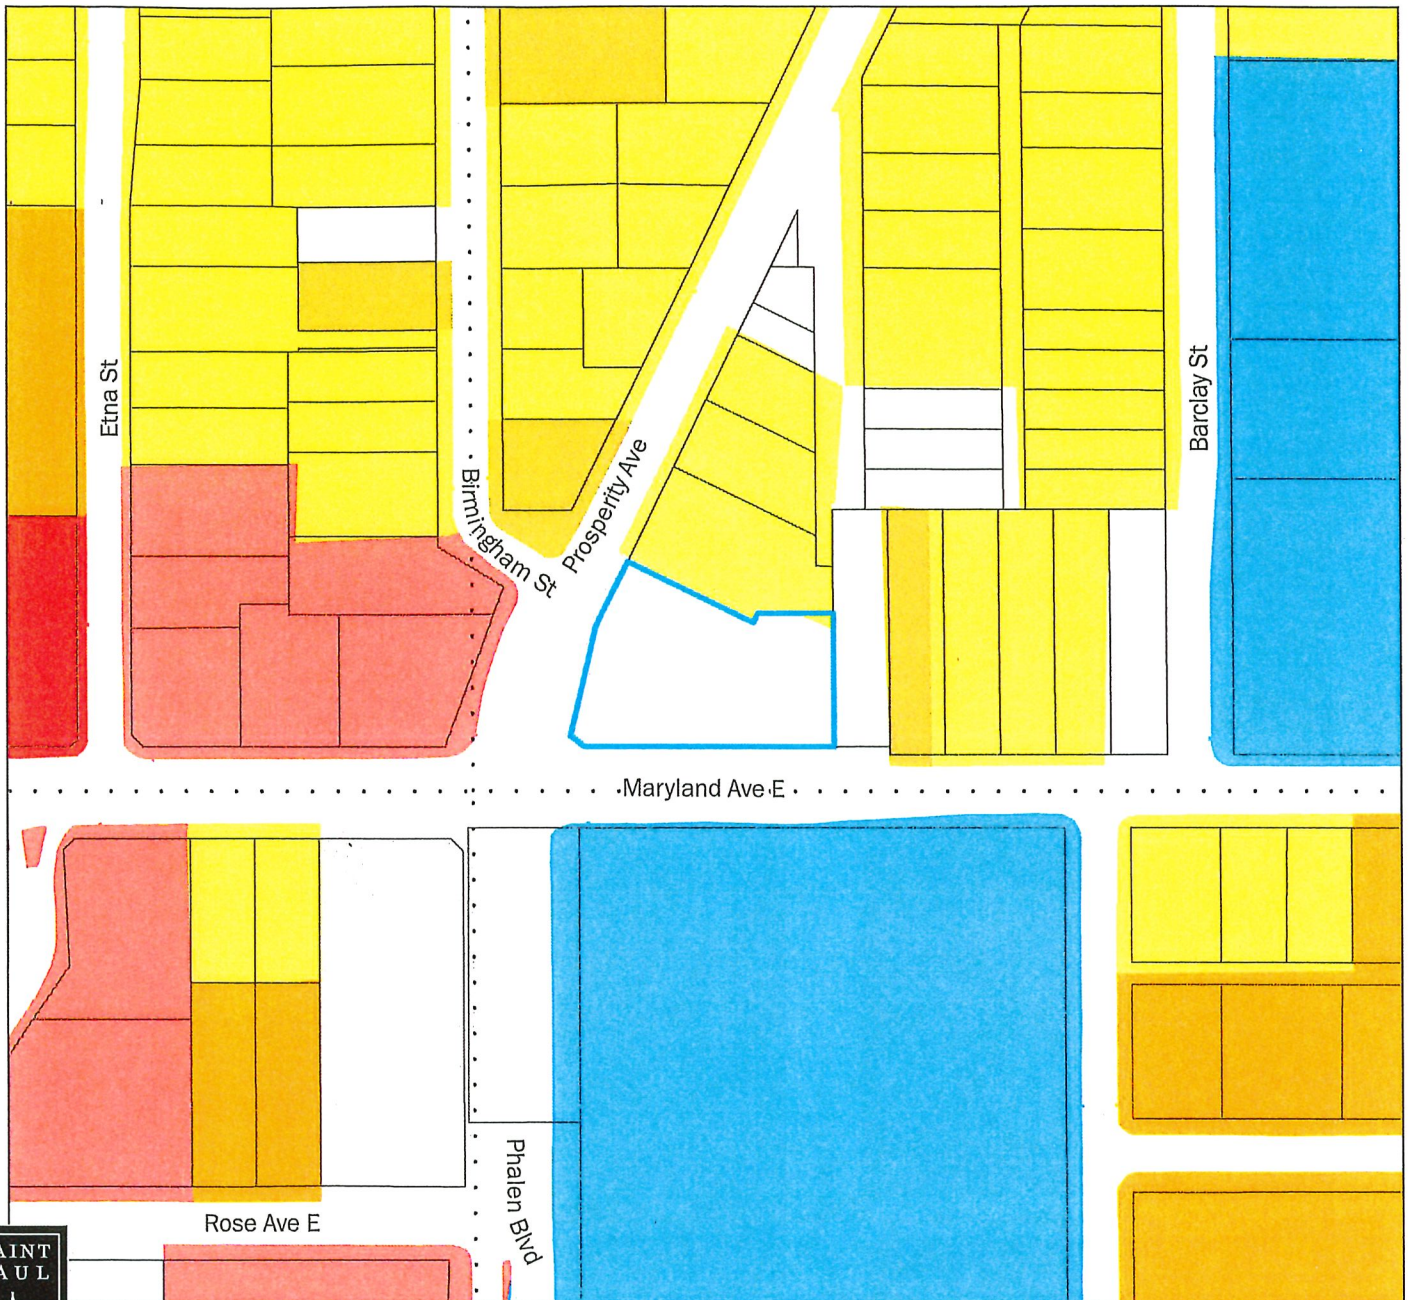 Etna St
Birmingham St
Prosperity Ave
Barclay St
Maryland Ave E
Phalen Blvd
Rose Ave E
AINT
AUL